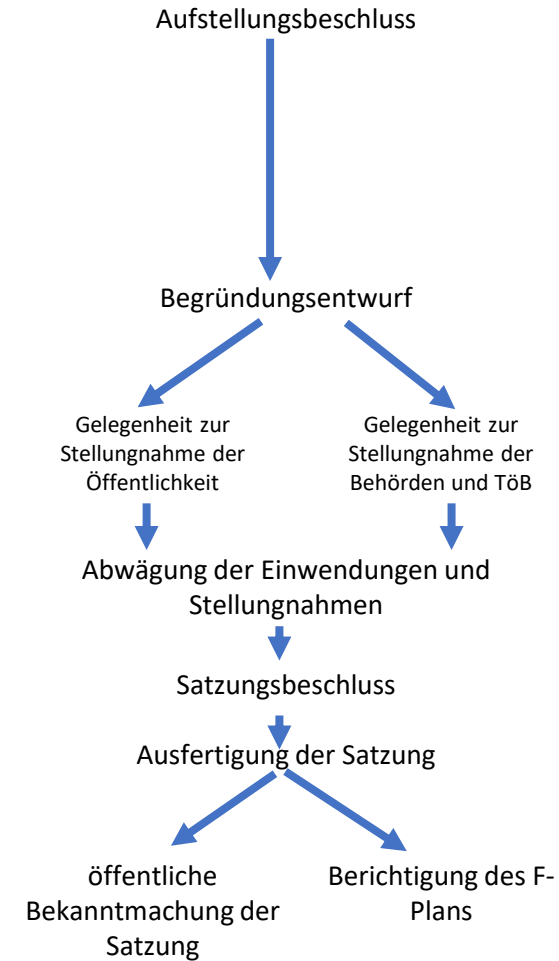 Aufstellungsbeschluss
Begründungsentwurf
Gelegenheit zur
Stellungnahme der
Öffentlichkeit
Gelegenheit zur
Stellungnahme der
Behörden und TöB
Abwägung der Einwendungen und
Stellungnahmen
Satzungsbeschluss
Ausfertigung der Satzung
öffentliche
Bekanntmachung der
Satzung
Berichtigung des F-
Plans